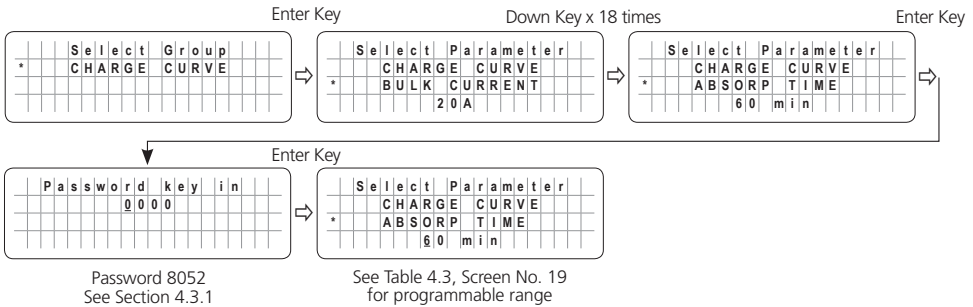 Enter Key
Down Key x 18 times
Enter Key
Select Group
* CHARGE CURVE
Select Parameter
CHARGE CURVE
* BULK CURRENT
20A
Select Parameter
CHARGE CURVE
* ABSORP TIME
60 min
Enter Key
Password key in
0000
Select Parameter
CHARGE CURVE
* ABSORP TIME
60 min
Password 8052
See Section 4.3.1
See Table 4.3, Screen No. 19
for programmable range